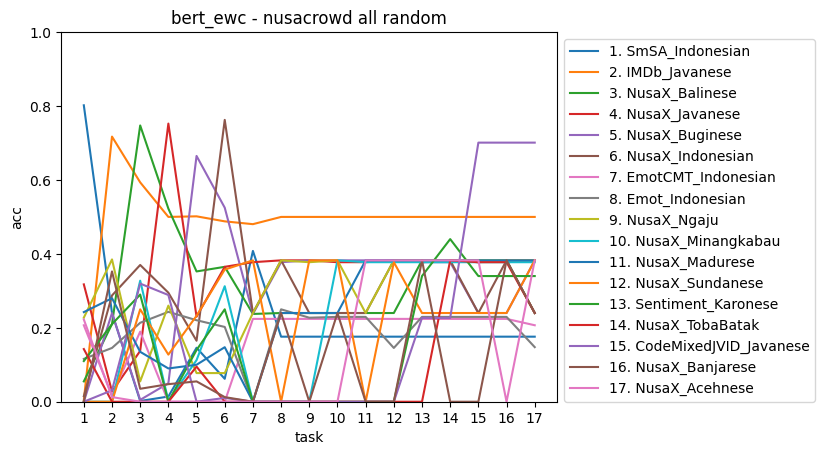 bert_ewc - nusacrowd all random
acc
1.0
0.8
0.6
0.4
0.2
0.0
1 2 3 4 5 6 7 8 9 10 11 12 13 14 15 16 17
task
1. SmSA_Indonesian
2. IMDb_Javanese
3. NusaX_Balinese
4. NusaX_Javanese
5. NusaX_Buginese
6. NusaX_Indonesian
7. EmotCMT_Indonesian
8. Emot_Indonesian
9. NusaX_Ngaju
10. NusaX_Minangkabau
11. NusaX_Madurese
12. NusaX_Sundanese
13. Sentiment_Karonese
14. NusaX_TobaBatak
15. CodeMixedJVID_Javanese
16. NusaX_Banjarese
17. NusaX_Acehnese